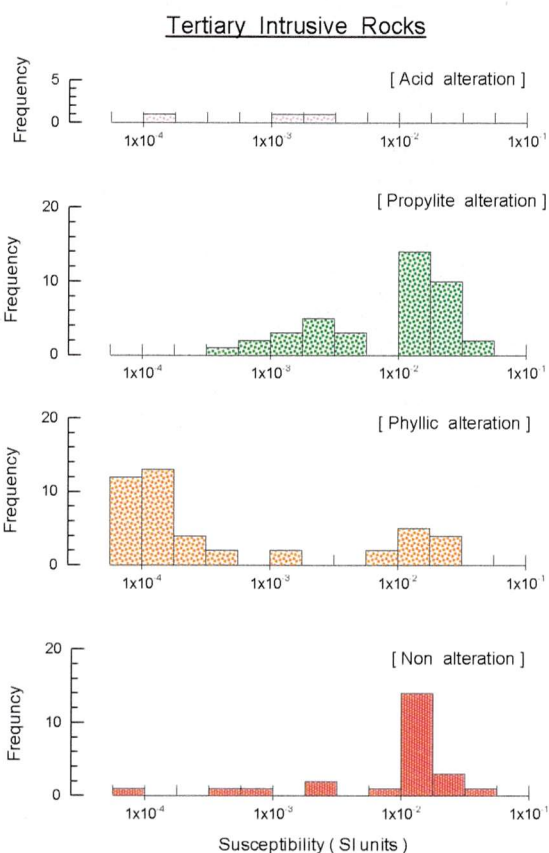 Tertiary Intrusive Rocks
[ Acid alteration ]
Frequency
5
0
1x10⁻⁴ 1x10⁻³ 1x10⁻² 1x10⁻¹
[ Propylite alteration ]
Frequency
20
10
0
1x10⁻⁴ 1x10⁻³ 1x10⁻² 1x10⁻¹
[ Phyllic alteration ]
Frequency
20
10
0
1x10⁻⁴ 1x10⁻³ 1x10⁻² 1x10⁻¹
[ Non alteration ]
Frequncy
20
10
0
1x10⁻⁴ 1x10⁻³ 1x10⁻² 1x10⁻¹
Susceptibility ( SI units )